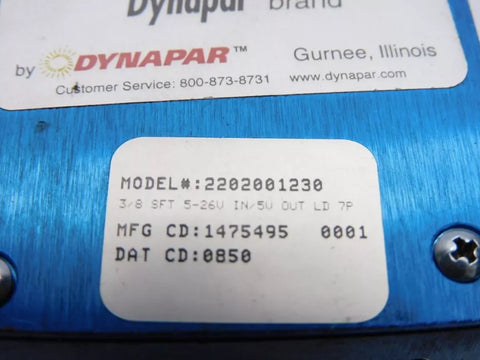 Dynapar brand
by DYNAPAR™ Gurnee, Illinois
Customer Service: 800-873-8731 www.dynapar.com
MODEL#:2202001230
3/8 SFT 5-26V IN/5V OUT LD 7P
MFG CD:1475495 0001
DAT CD:0850